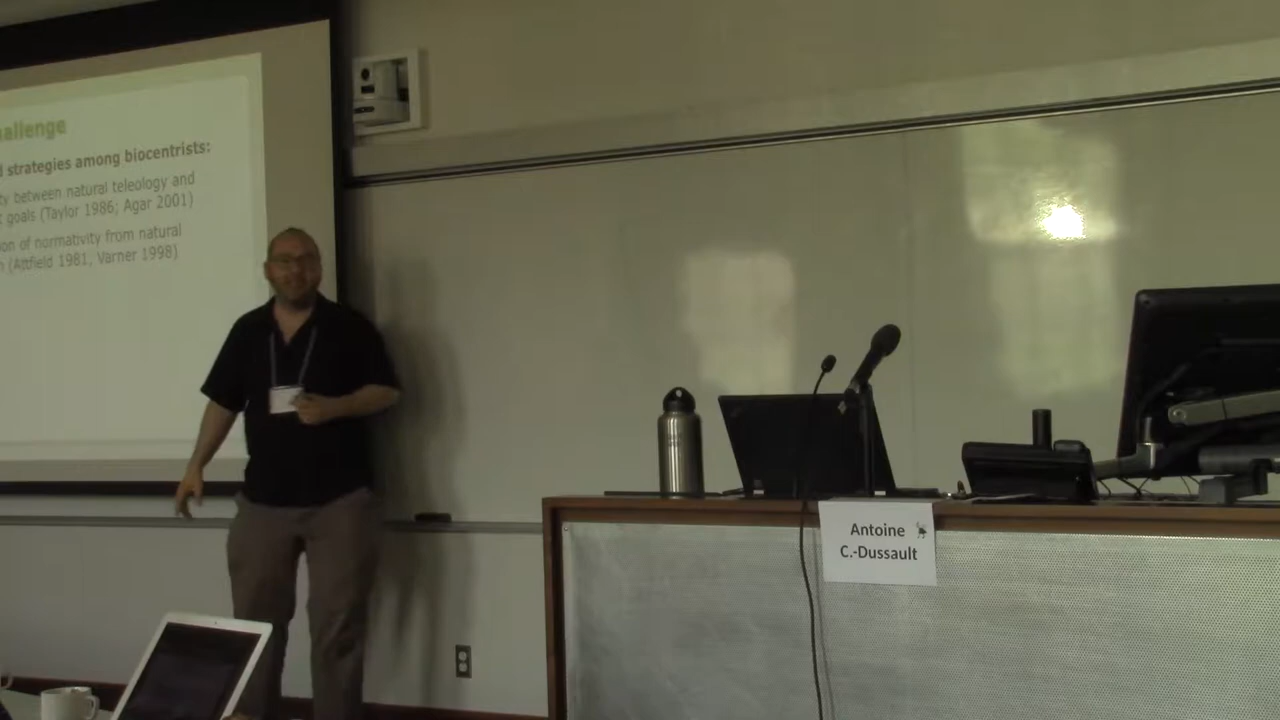 allenge
strategies among biocentrists:
ty between natural teleology and
t goals (Taylor 1986; Agar 2001)
ion of normativity from natural
n (Attfield 1981, Varner 1998)
Antoine
C.-Dussault